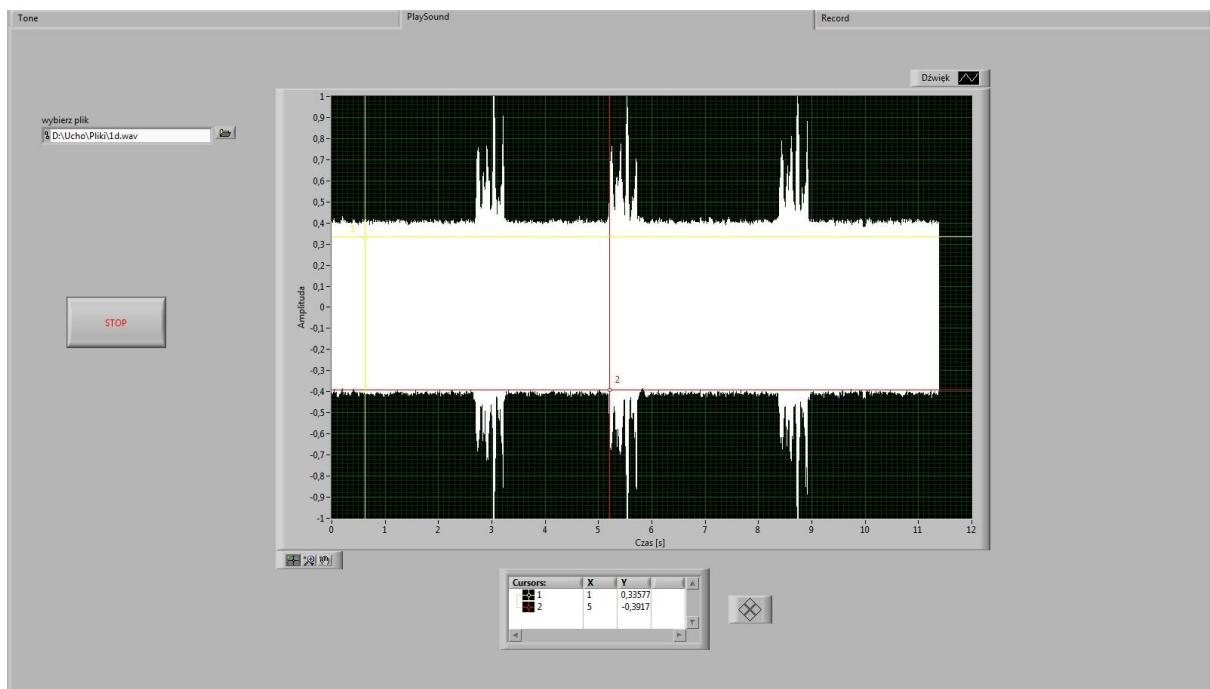 Tone
PlaySound
Record
Dźwięk
wybierz plik
D:\Ucho\Pliki\1d.wav
STOP
Amplituda
1
0,9
0,8
0,7
0,6
0,5
0,4
0,3
0,2
0,1
0
-0,1
-0,2
-0,3
-0,4
-0,5
-0,6
-0,7
-0,8
-0,9
-1
1
2
0 1 2 3 4 5 6 7 8 9 10 11 12
Czas [s]
Cursors: X Y
1 1 0,33577
2 5 -0,3917